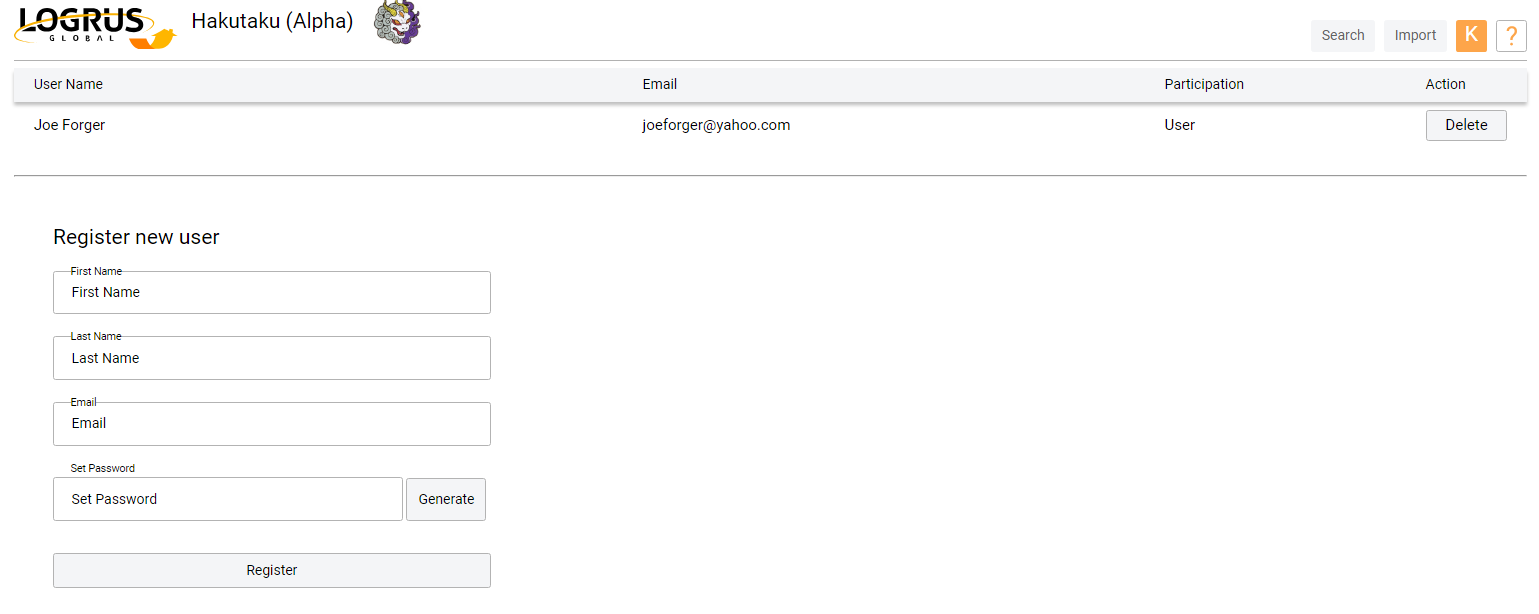 LOGRUS
GLOBAL
Hakutaku (Alpha)
Search Import K ?
User Name Email Participation Action
Joe Forger joeforger@yahoo.com User Delete
Register new user
First Name
First Name
Last Name
Last Name
Email
Email
Set Password
Set Password Generate
Register